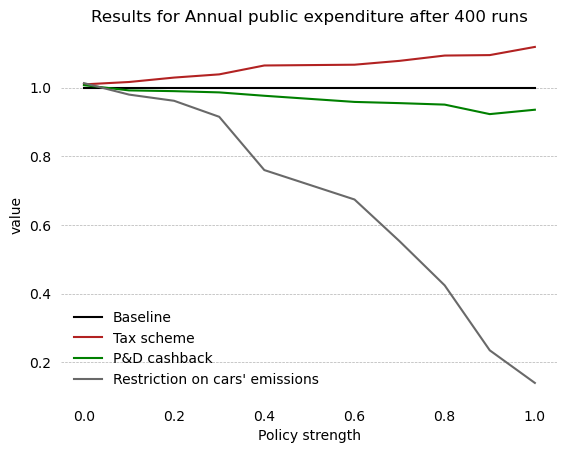 Results for Annual public expenditure after 400 runs
1.0
0.8
0.6
0.4
0.2
value
Baseline
Tax scheme
P&D cashback
Restriction on cars' emissions
0.0 0.2 0.4 0.6 0.8 1.0
Policy strength